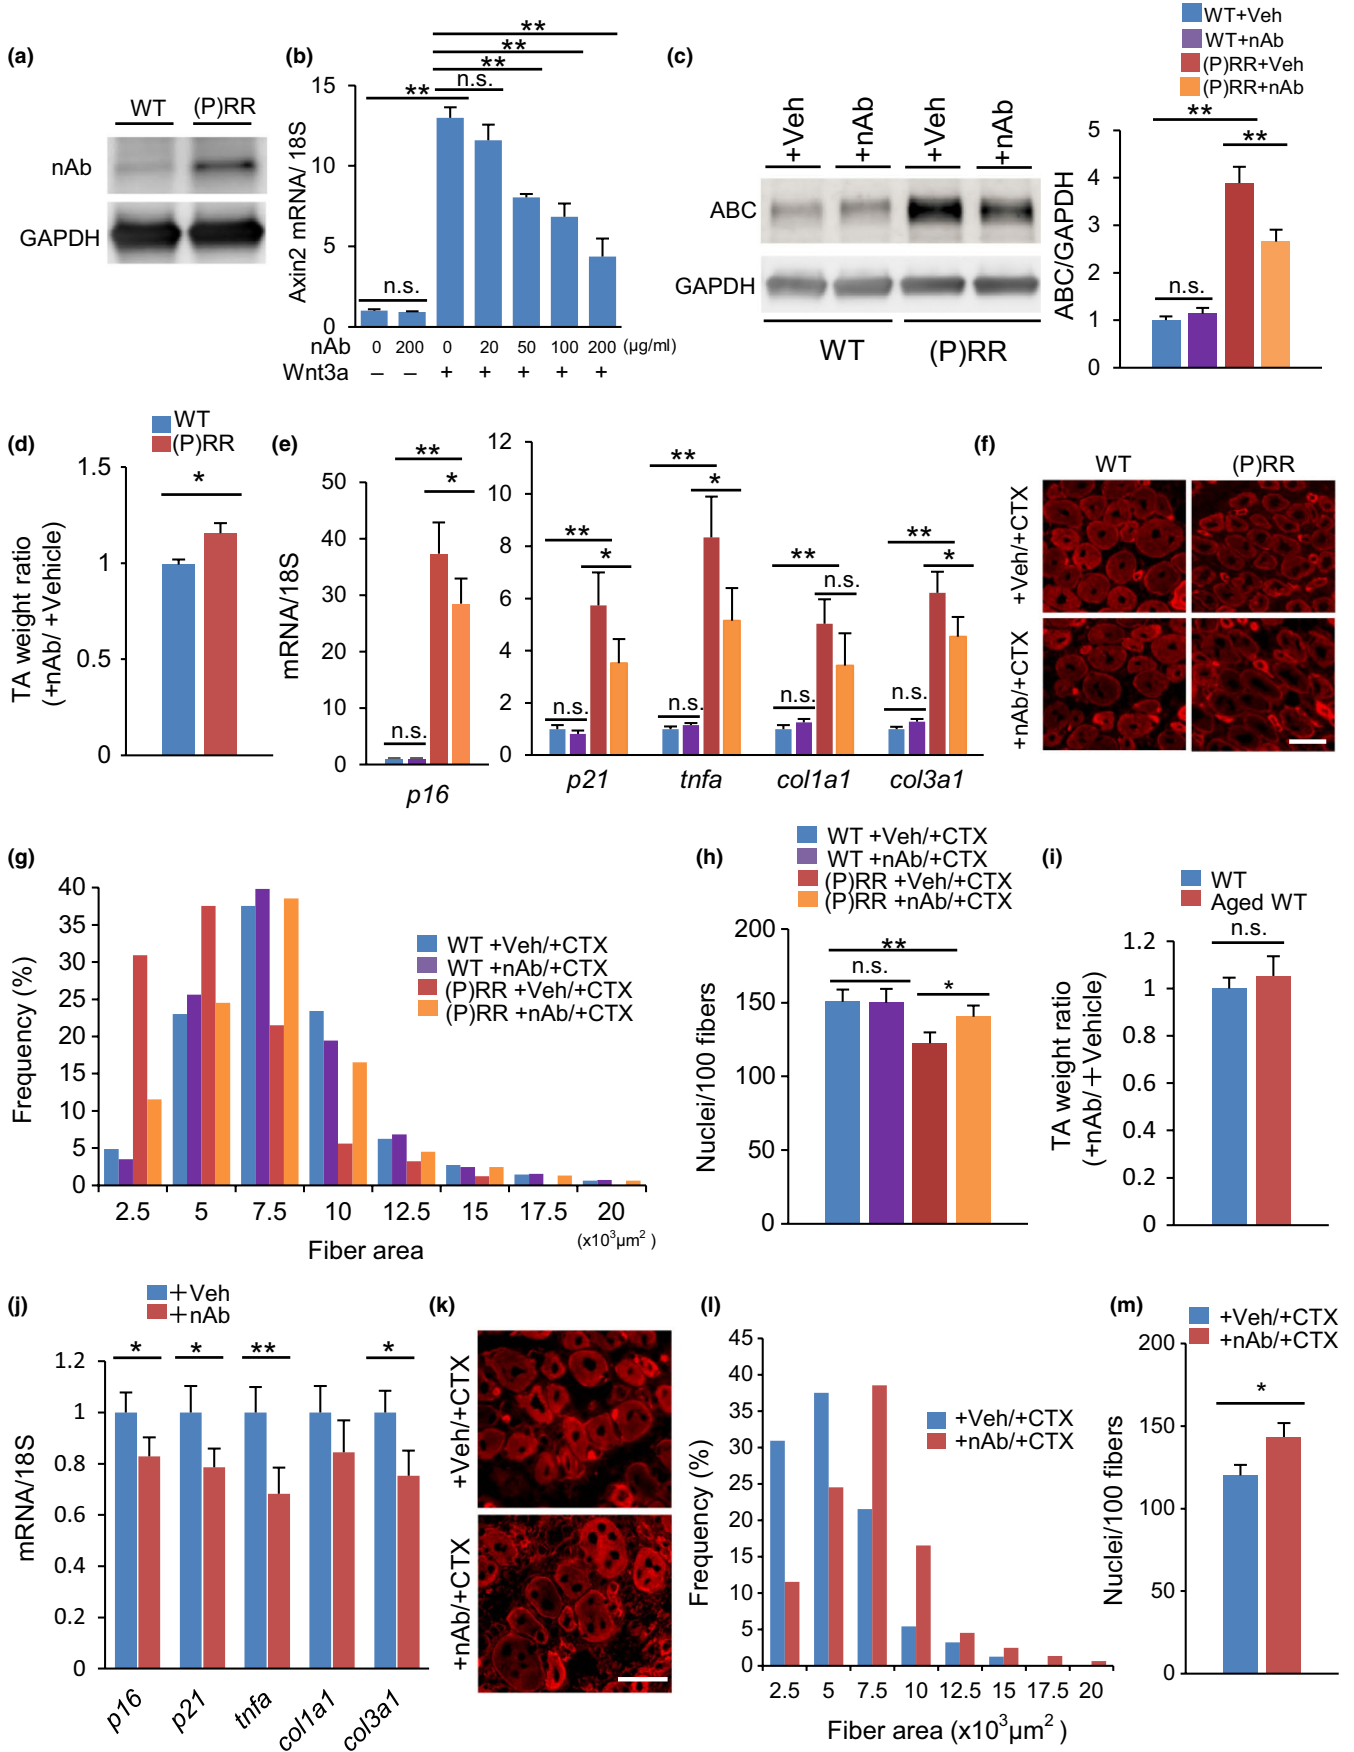 (a)
WT (P)RR
nAb
GAPDH
(b)
**
**
**
n.s.
**
n.s.
Axin2 mRNA/ 18S
15
10
5
0
nAb 0 200 0 20 50 100 200 (µg/ml)
Wnt3a – – + + + + +
(c)
+Veh +nAb +Veh +nAb
ABC
GAPDH
WT (P)RR
WT+Veh
WT+nAb
(P)RR+Veh
(P)RR+nAb
**
**
n.s.
ABC/GAPDH
5
4
3
2
1
0
(d)
WT
(P)RR
*
TA weight ratio
(+nAb/ +Vehicle)
1.5
1
0.5
0
(e)
mRNA/18S
50
40
30
20
10
0
**
*
n.s.
p16
12
10
8
6
4
2
0
**
*
n.s.
**
*
n.s.
**
n.s.
n.s.
**
*
n.s.
p21 tnfa col1a1 col3a1
(f)
WT (P)RR
+Veh/+CTX
+nAb/+CTX
(g)
Frequency (%)
40
35
30
25
20
15
10
5
0
WT +Veh/+CTX
WT +nAb/+CTX
(P)RR +Veh/+CTX
(P)RR +nAb/+CTX
2.5 5 7.5 10 12.5 15 17.5 20
Fiber area (x10³µm² )
(h)
WT +Veh/+CTX
WT +nAb/+CTX
(P)RR +Veh/+CTX
(P)RR +nAb/+CTX
Nuclei/100 fibers
200
150
100
50
0
**
n.s.
*
(i)
WT
Aged WT
n.s.
TA weight ratio
(+nAb/＋Vehicle)
1.2
1
0.8
0.6
0.4
0.2
0
(j)
＋Veh
＋nAb
* * ** *
mRNA/18S
1.2
1
0.8
0.6
0.4
0.2
0
p16 p21 tnfa col1a1 col3a1
(k)
+Veh/+CTX
+nAb/+CTX
(l)
Frequency (%)
45
40
35
30
25
20
15
10
5
0
+Veh/+CTX
+nAb/+CTX
2.5 5 7.5 10 12.5 15 17.5 20
Fiber area (x10³µm² )
(m)
+Veh/+CTX
+nAb/+CTX
*
Nuclei/100 fibers
200
150
100
50
0